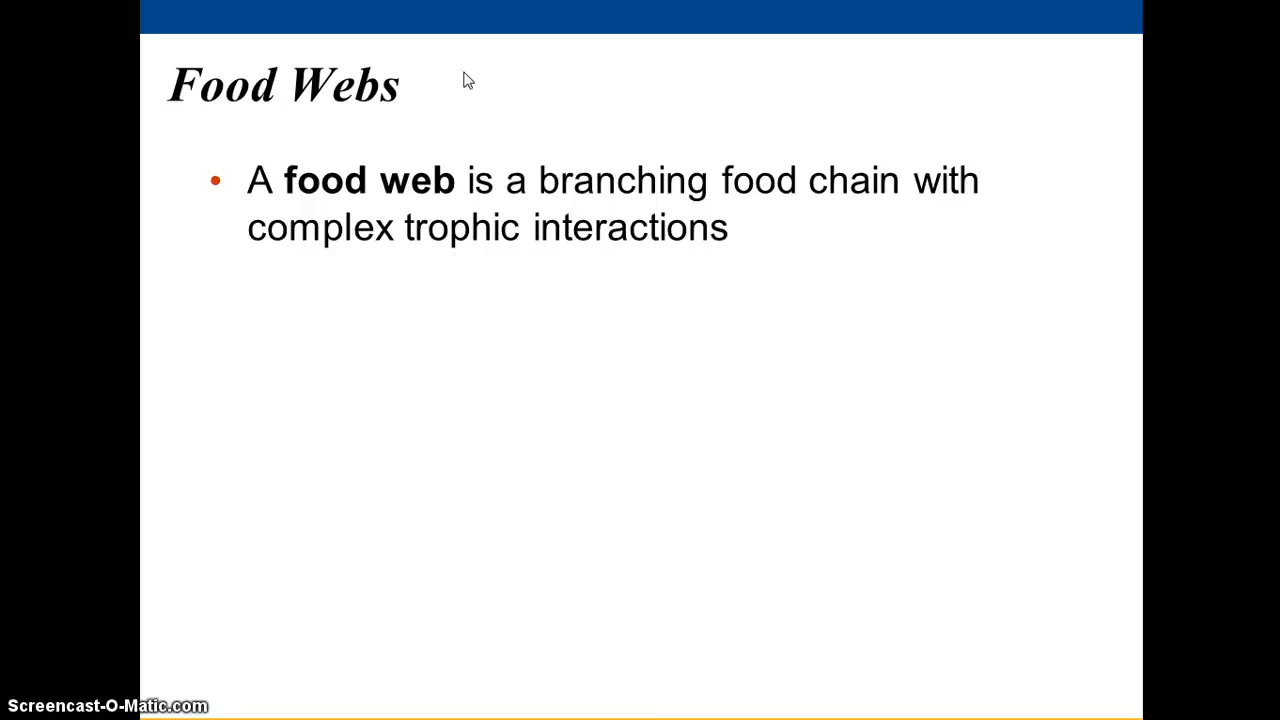 Food Webs
• A food web is a branching food chain with
complex trophic interactions
Screencast-O-Matic.com